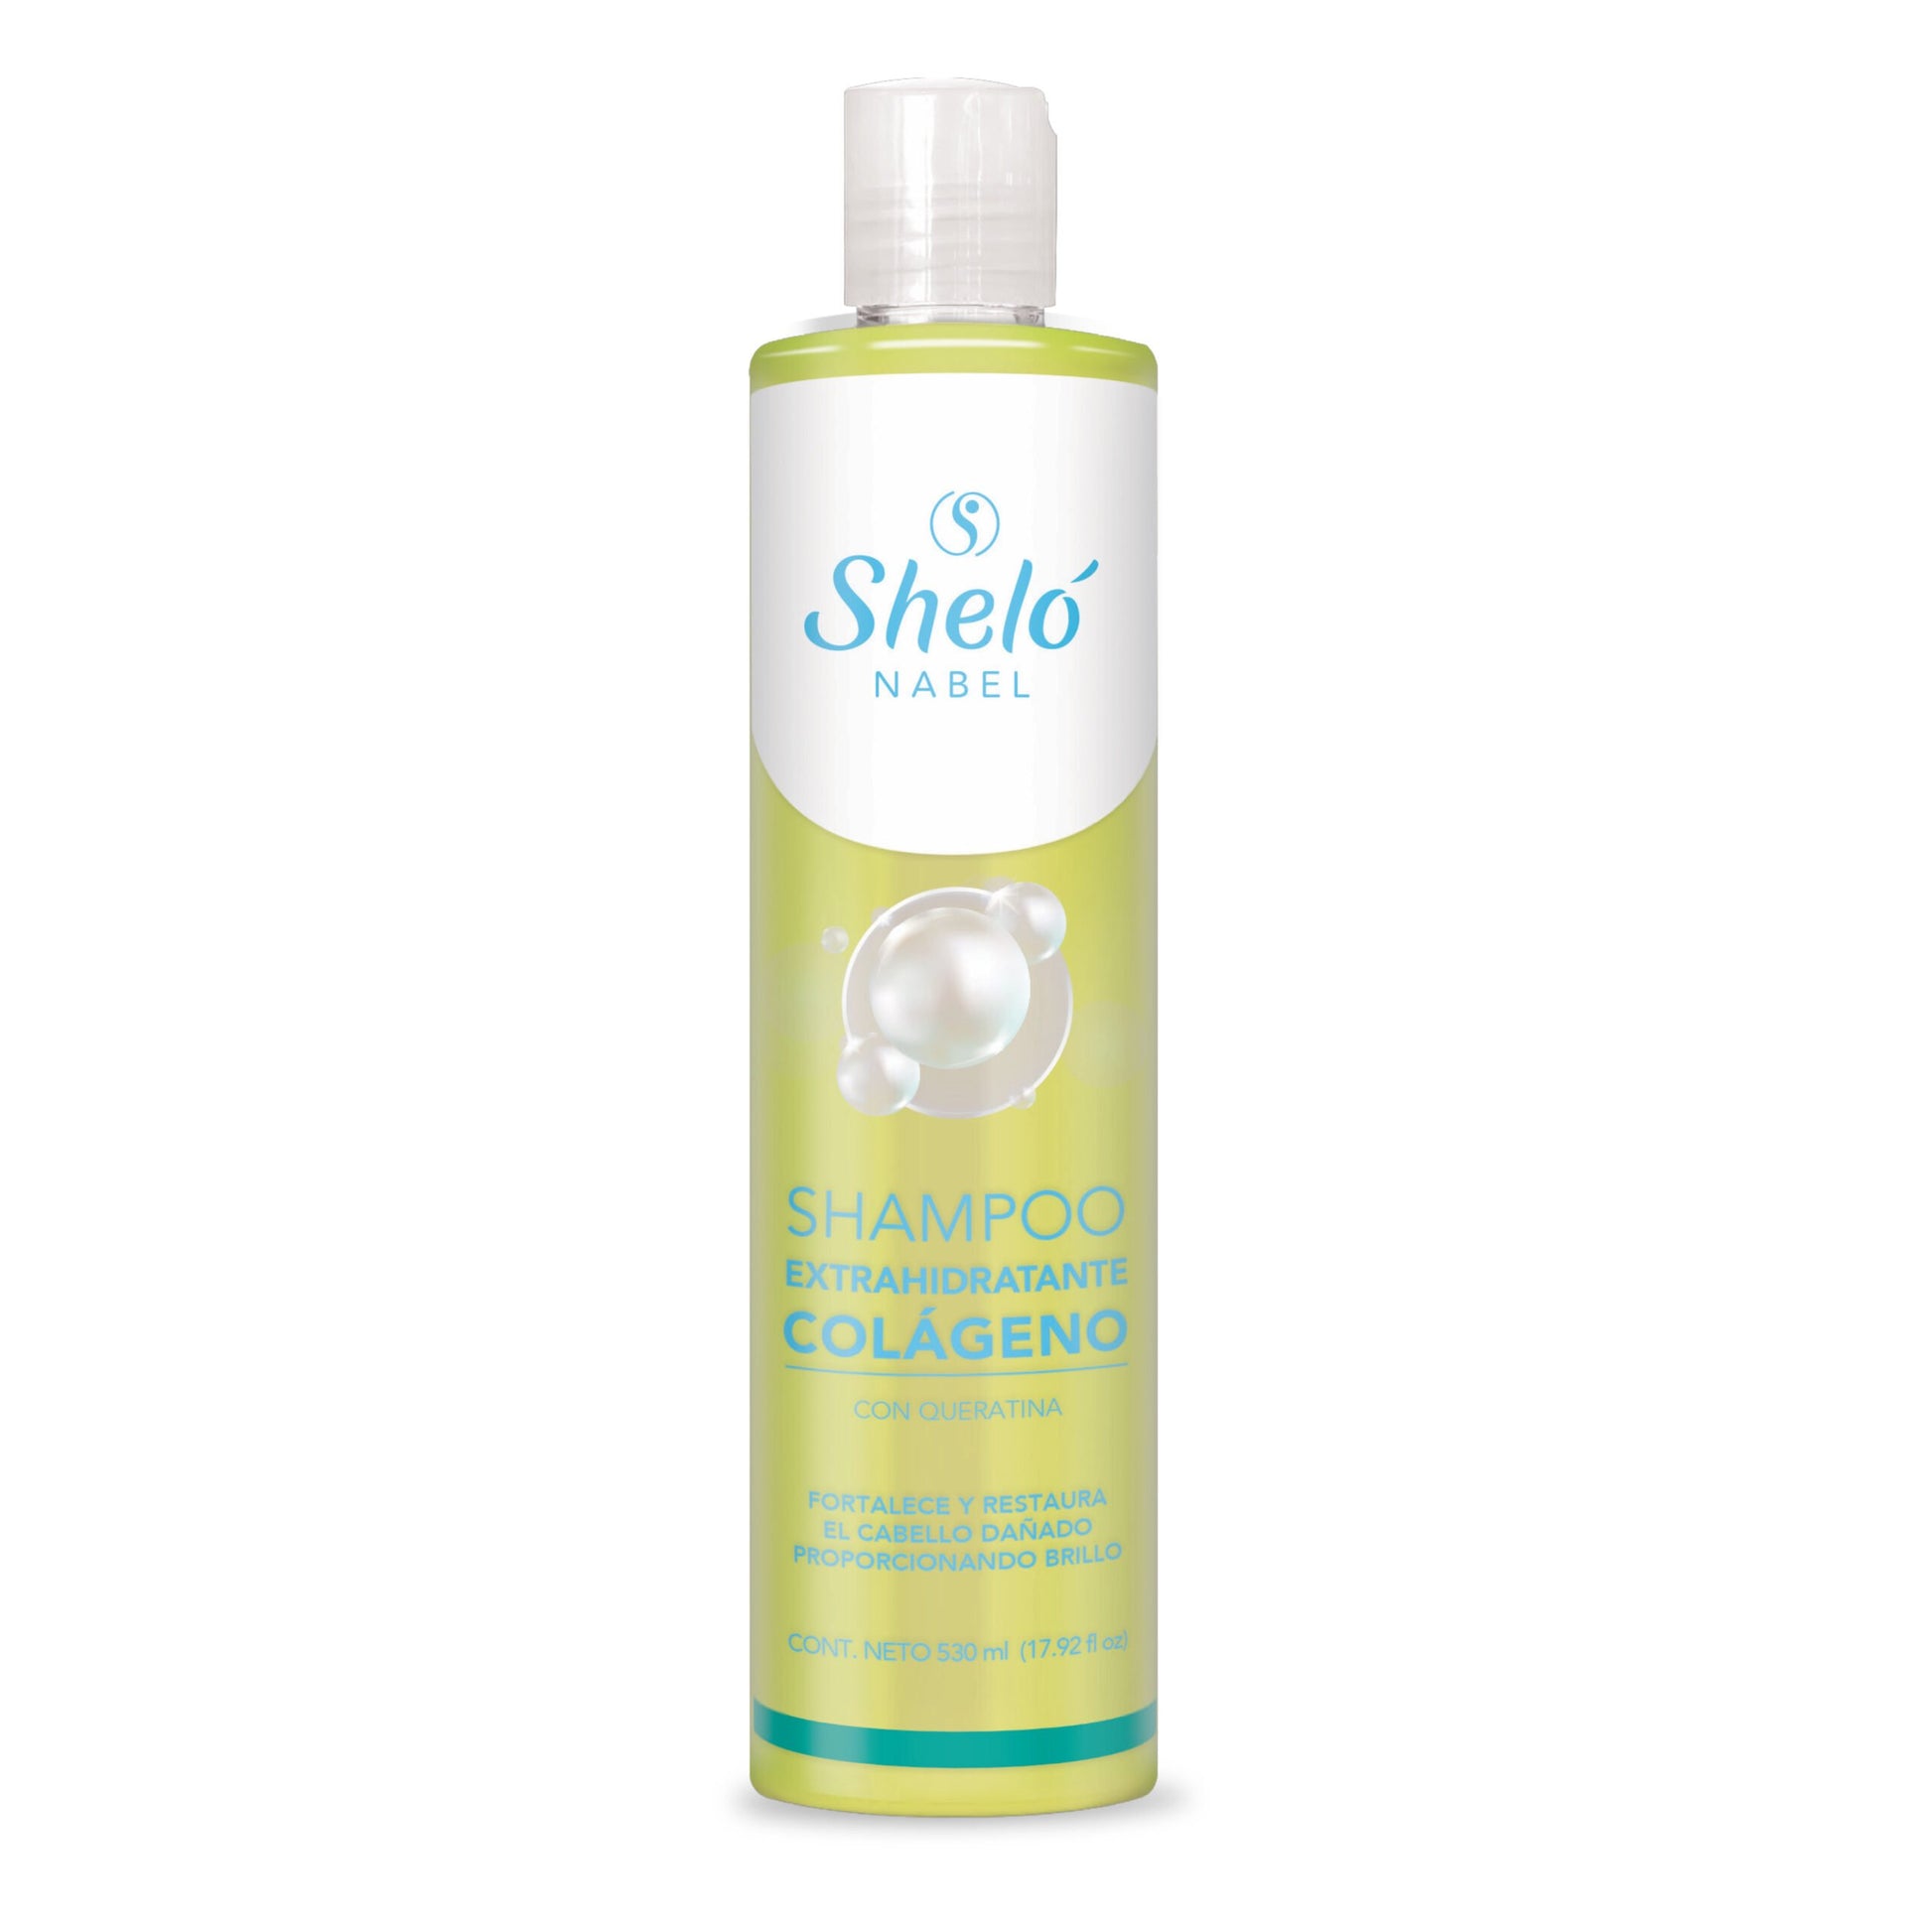 Sheló
NABEL
SHAMPOO
EXTRAHIDRATANTE
COLÁGENO
CON QUERATINA
FORTALECE Y RESTAURA
EL CABELLO DAÑADO
PROPORCIONANDO BRILLO
CONT. NETO 530 ml (17.92 fl oz)